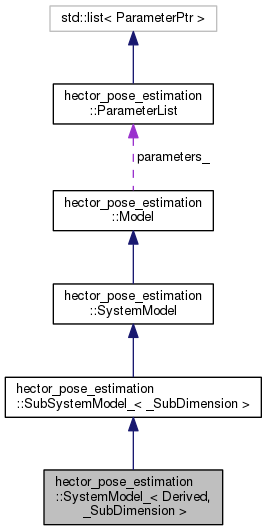 std::list< ParameterPtr >
hector_pose_estimation
::ParameterList
parameters_
hector_pose_estimation
::Model
hector_pose_estimation
::SystemModel
hector_pose_estimation
::SubSystemModel_< _SubDimension >
hector_pose_estimation
::SystemModel_< Derived,
_SubDimension >